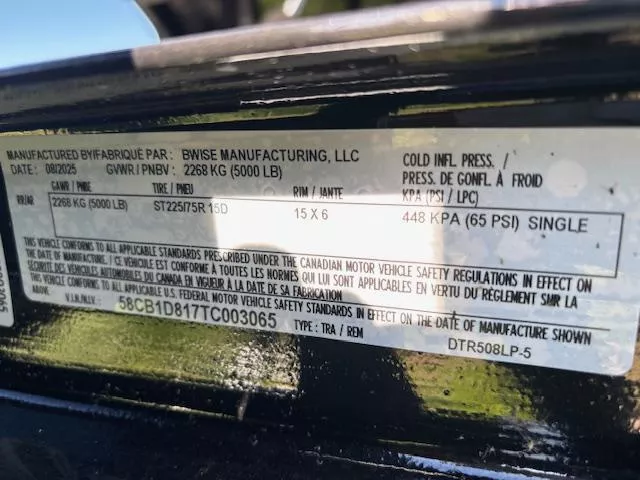 MANUFACTURED BY/FABRIQUÉ PAR : BWISE MANUFACTURING, LLC
DATE : 08/2025 GVWR / PNBV : 2268 KG (5000 LB)
COLD INFL. PRESS. /
PRESS. DE GONFL. À FROID
KPA (PSI / LPC)
GAWR / PNBE TIRE / PNEU RIM / JANTE
RR/AR 2268 KG (5000 LB) ST225/75R 15D 15 X 6 448 KPA (65 PSI) SINGLE
THIS VEHICLE CONFORMS TO ALL APPLICABLE STANDARDS PRESCRIBED UNDER THE CANADIAN MOTOR VEHICLE SAFETY REGULATIONS IN EFFECT ON
THE DATE OF MANUFACTURE.
CE VÉHICULE EST CONFORME À TOUTES LES NORMES QUI LUI SONT APPLICABLES EN VERTU DU RÈGLEMENT SUR LA
SÉCURITÉ DES VÉHICULES AUTOMOBILES DU CANADA EN VIGUEUR À LA DATE DE SA FABRICATION
THIS VEHICLE CONFORMS TO ALL APPLICABLE U.S. FEDERAL MOTOR VEHICLE SAFETY STANDARDS IN EFFECT ON THE DATE OF MANUFACTURE SHOWN
ABOVE.
V.I.N./N.I.V.: 58CB1D817TC003065 TYPE : TRA / REM DTR508LP-5